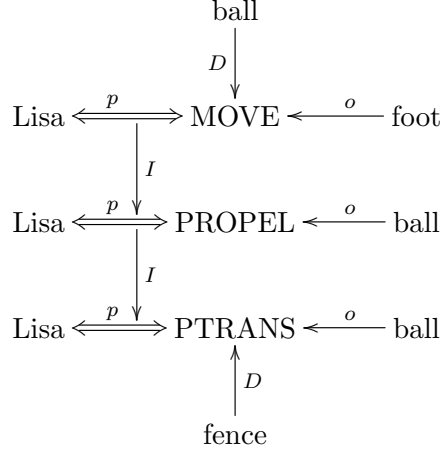 ball
D
Lisa p MOVE o foot
I
Lisa p PROPEL o ball
I
Lisa p PTRANS o ball
D
fence